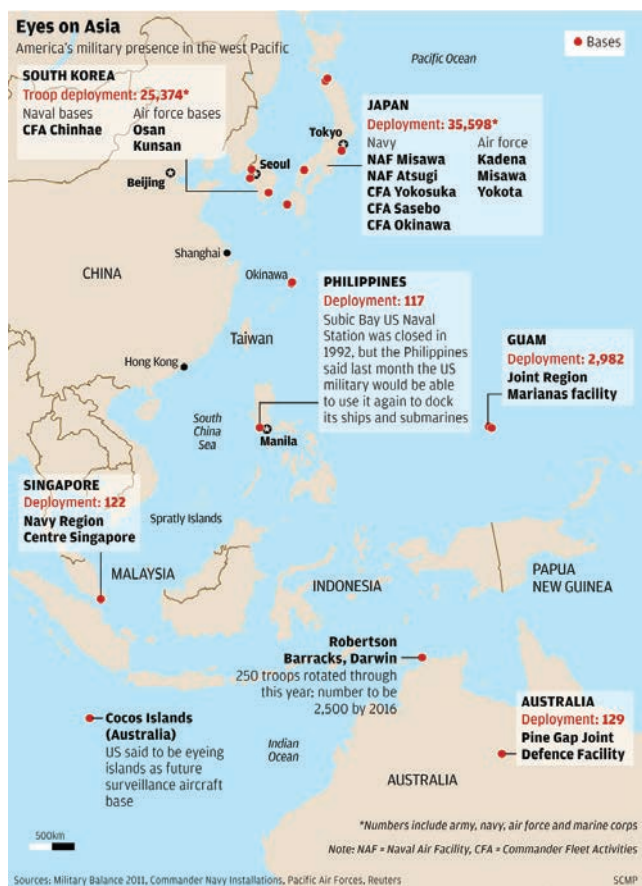 Eyes on Asia
America's military presence in the west Pacific
Bases
Pacific Ocean
SOUTH KOREA
Troop deployment: 25,374*
Naval bases
CFA Chinhae
Air force bases
Osan
Kunsan
JAPAN
Deployment: 35,598*
Navy
NAF Misawa
NAF Atsugi
CFA Yokosuka
CFA Sasebo
CFA Okinawa
Air force
Kadena
Misawa
Yokota
Tokyo
Seoul
Beijing
Shanghai
CHINA
Okinawa
Taiwan
Hong Kong
PHILIPPINES
Deployment: 117
Subic Bay US Naval
Station was closed in
1992, but the Philippines
said last month the US
military would be able
to use it again to dock
its ships and submarines
GUAM
Deployment: 2,982
Joint Region
Marianas facility
South
China
Sea
Manila
SINGAPORE
Deployment: 122
Navy Region
Centre Singapore
Spratly Islands
MALAYSIA
INDONESIA
PAPUA
NEW GUINEA
Robertson
Barracks, Darwin
250 troops rotated through
this year; number to be
2,500 by 2016
Cocos Islands
(Australia)
US said to be eyeing
islands as future
surveillance aircraft
base
Indian
Ocean
AUSTRALIA
Deployment: 129
Pine Gap Joint
Defence Facility
AUSTRALIA
500km
*Numbers include army, navy, air force and marine corps
Note: NAF = Naval Air Facility, CFA = Commander Fleet Activities
Sources: Military Balance 2011, Commander Navy Installations, Pacific Air Forces, Reuters
SCMP